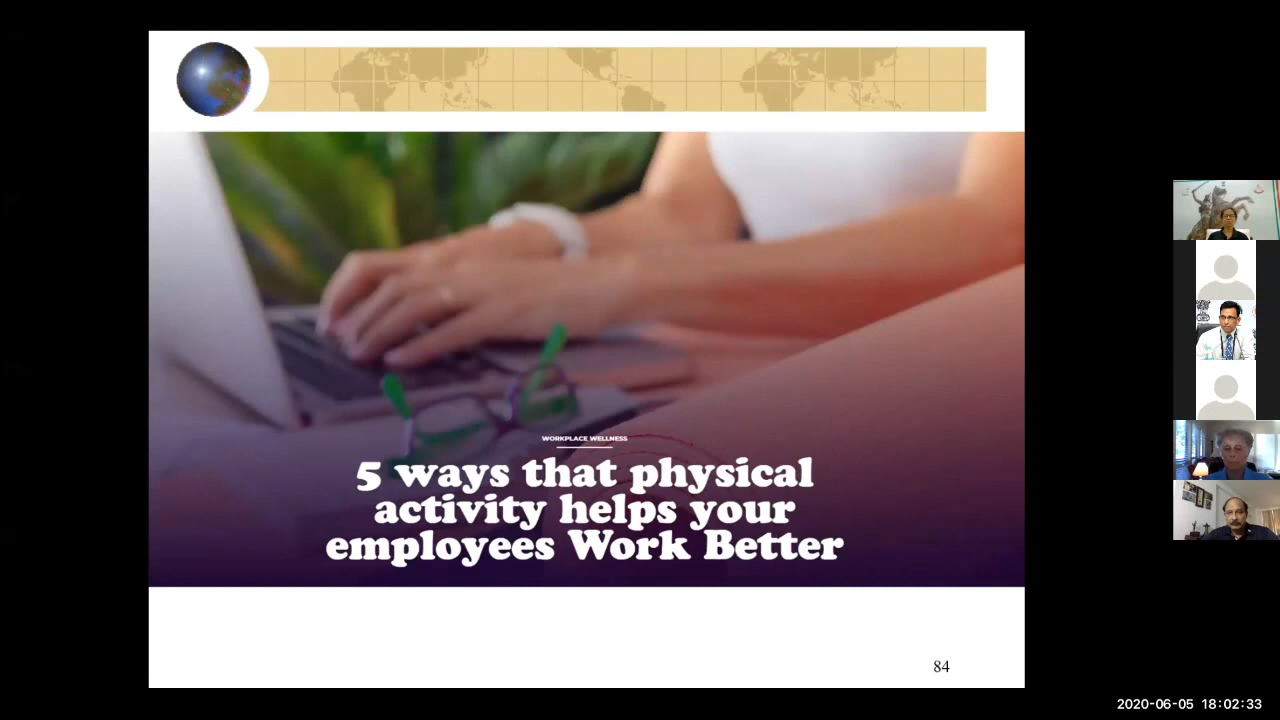 WORKPLACE WELLNESS
5 ways that physical
activity helps your
employees Work Better
84
2020-06-05 18:02:33